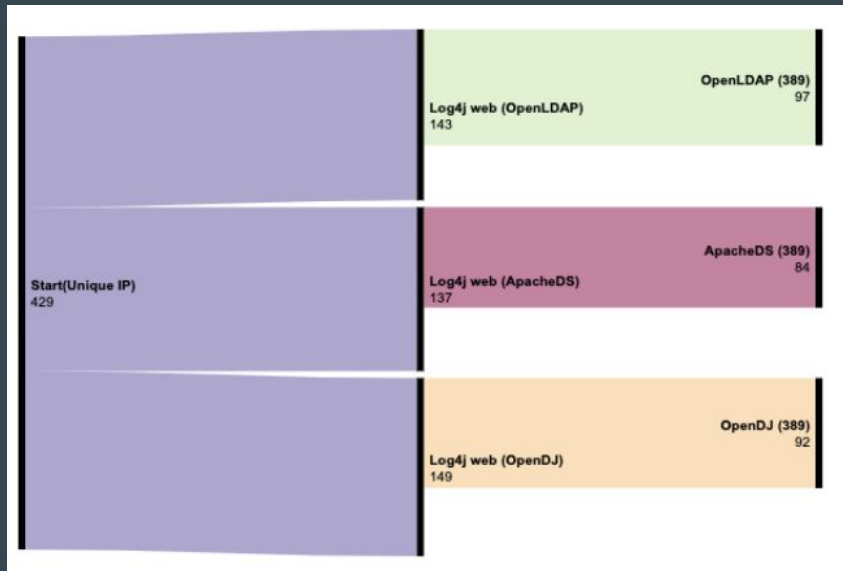 OpenLDAP (389)
97
Log4j web (OpenLDAP)
143
ApacheDS (389)
84
Start(Unique IP)
429
Log4j web (ApacheDS)
137
OpenDJ (389)
92
Log4j web (OpenDJ)
149